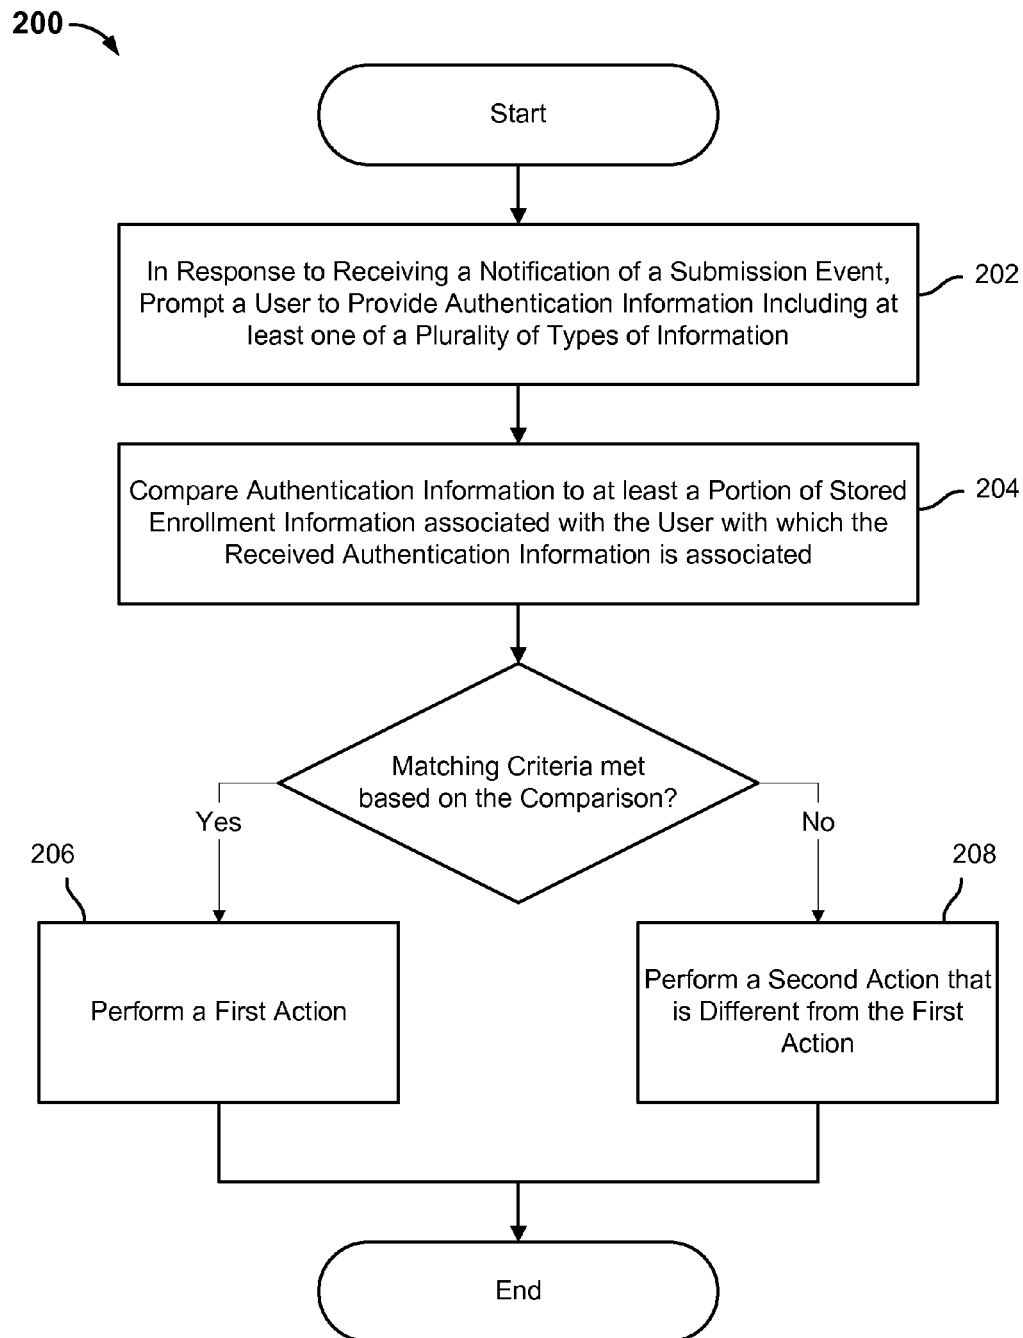 200
Start
In Response to Receiving a Notification of a Submission Event,
Prompt a User to Provide Authentication Information Including at
least one of a Plurality of Types of Information
202
Compare Authentication Information to at least a Portion of Stored
Enrollment Information associated with the User with which the
Received Authentication Information is associated
204
Matching Criteria met
based on the Comparison?
Yes
No
206
208
Perform a First Action
Perform a Second Action that
is Different from the First
Action
End